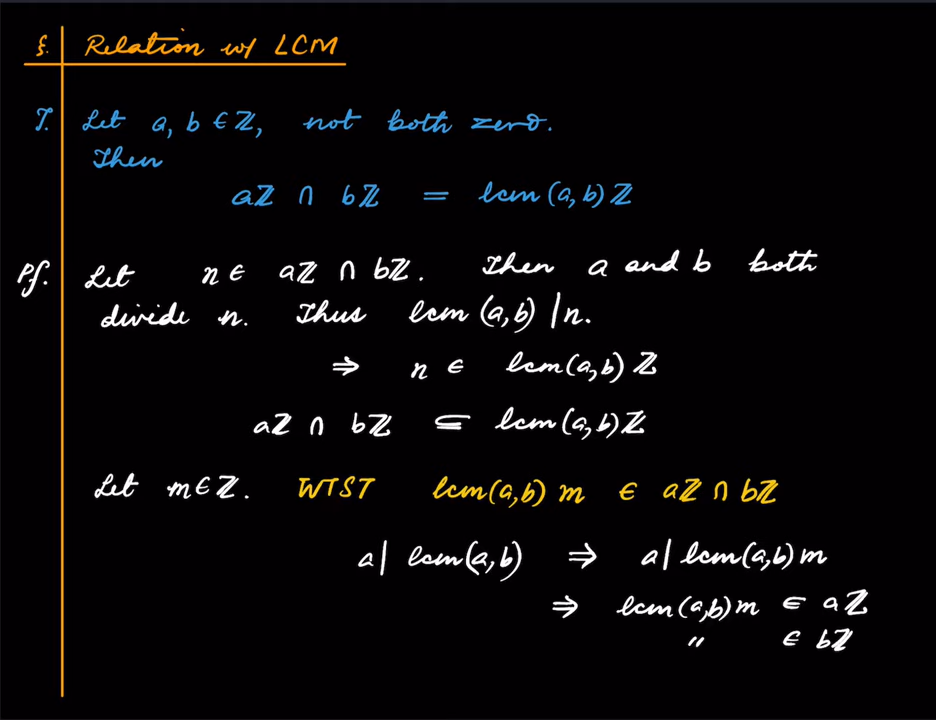 §. Relation w/ LCM
T. Let a, b ∈ ℤ, not both zero.
Then
aℤ ∩ bℤ = lcm(a,b)ℤ
Pf. Let n ∈ aℤ ∩ bℤ. Then a and b both
divide n. Thus lcm(a,b) | n.
⇒ n ∈ lcm(a,b)ℤ
aℤ ∩ bℤ ⊆ lcm(a,b)ℤ
Let m ∈ ℤ. WTST lcm(a,b) m ∈ aℤ ∩ bℤ
a | lcm(a,b) ⇒ a | lcm(a,b) m
⇒ lcm(a,b) m ∈ aℤ
" ∈ bℤ